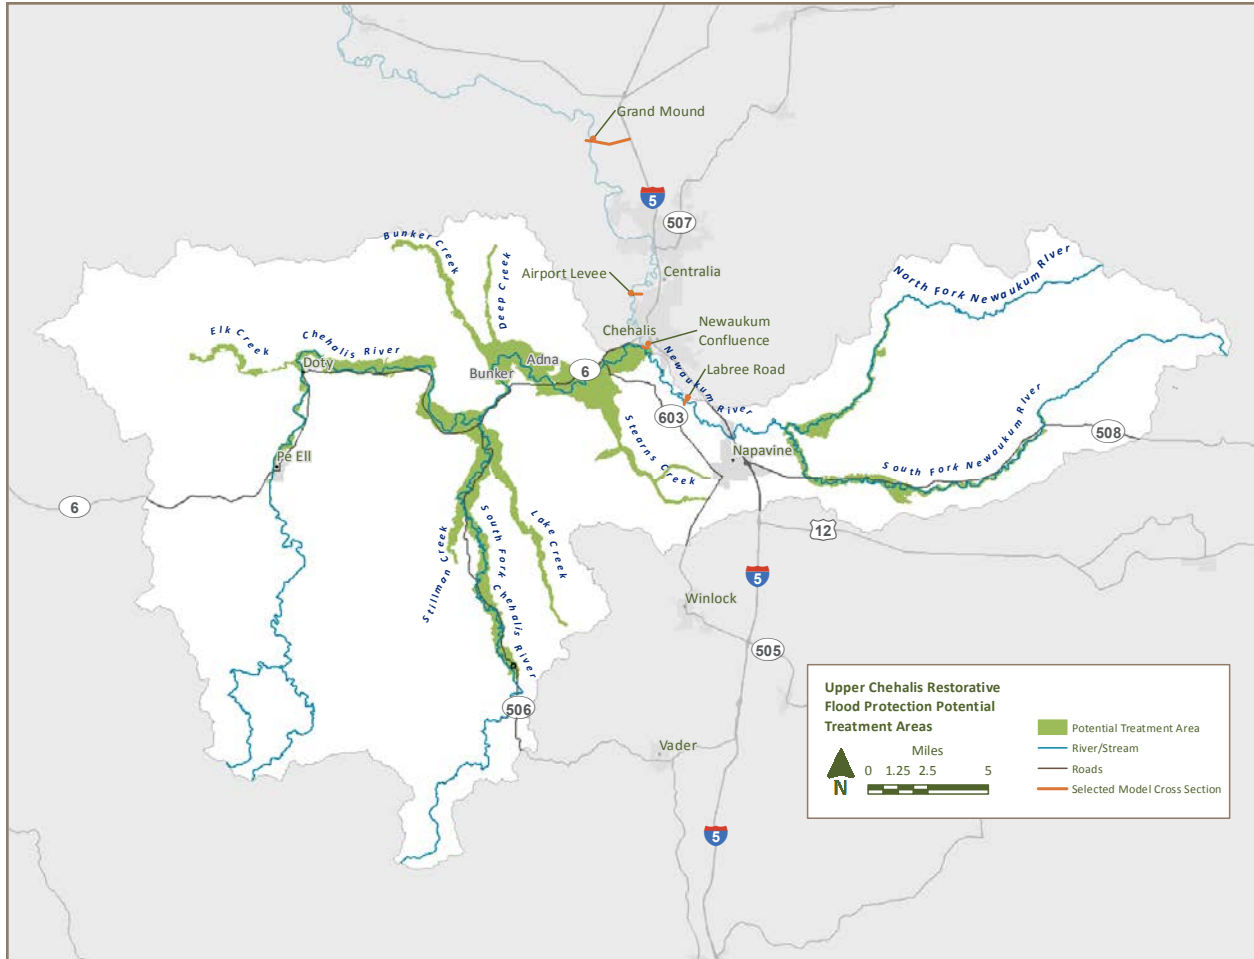 Grand Mound
5
507
Bunker Creek
Deep Creek
Airport Levee
Centralia
North Fork Newaukum River
Elk Creek
Chehalis River
Chehalis
Newaukum
Confluence
Doty
Adna
Bunker
6
Newaukum River
Labree Road
603
508
Stearns Creek
Napavine
South Fork Newaukum River
Pe Ell
6
12
Stillman Creek
South Fork Chehalis River
Lake Creek
5
Winlock
505
506
Vader
5
Upper Chehalis Restorative
Flood Protection Potential
Treatment Areas
Miles
0 1.25 2.5 5
N
Potential Treatment Area
River/Stream
Roads
Selected Model Cross Section